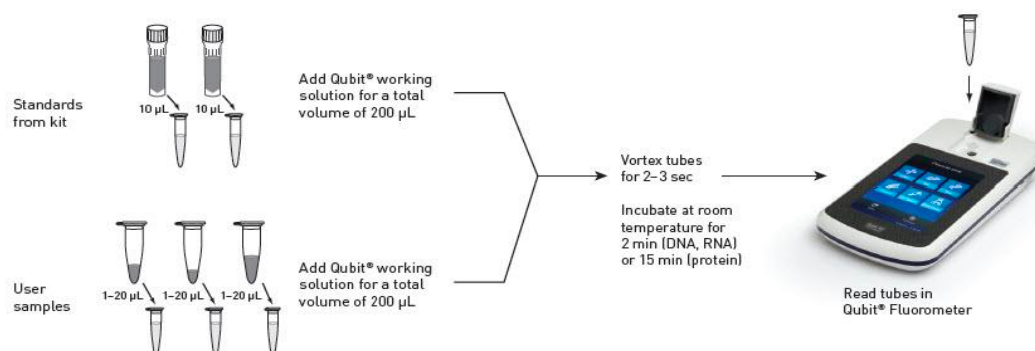 Standards
from kit
10 µL
10 µL
Add Qubit® working
solution for a total
volume of 200 µL
User
samples
1–20 µL
1–20 µL
1–20 µL
Add Qubit® working
solution for a total
volume of 200 µL
Vortex tubes
for 2–3 sec
Incubate at room
temperature for
2 min (DNA, RNA)
or 15 min (protein)
Read tubes in
Qubit® Fluorometer